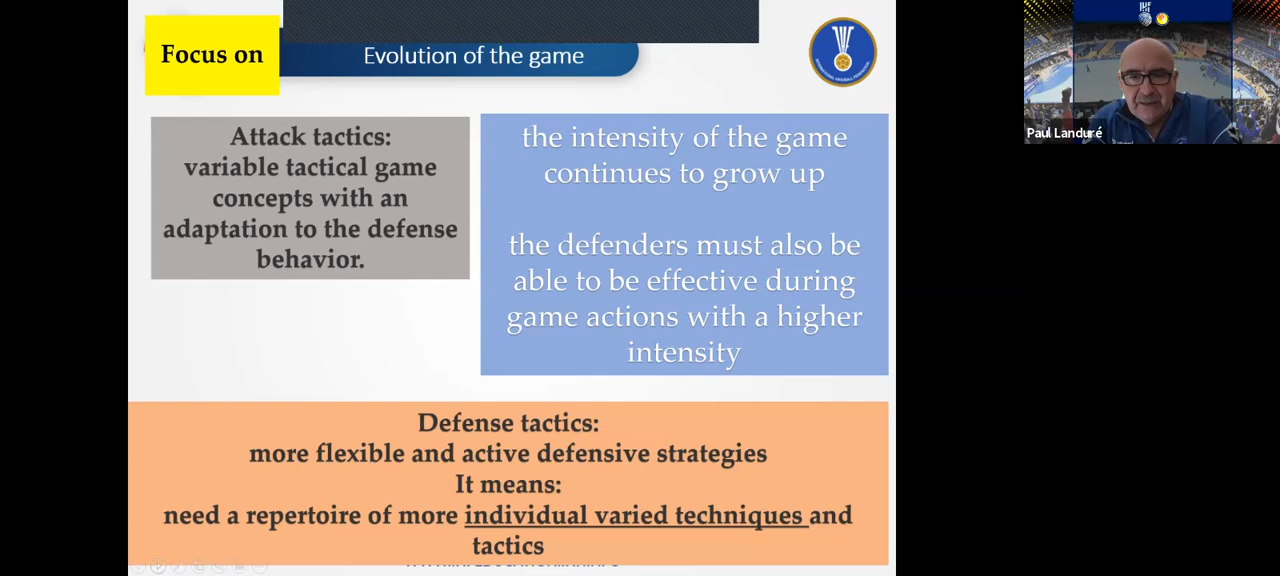 Focus on
Evolution of the game
Attack tactics:
variable tactical game
concepts with an
adaptation to the defense
behavior.
the intensity of the game
continues to grow up
the defenders must also be
able to be effective during
game actions with a higher
intensity
Defense tactics:
more flexible and active defensive strategies
It means:
need a repertoire of more individual varied techniques and
tactics
Paul Landuré